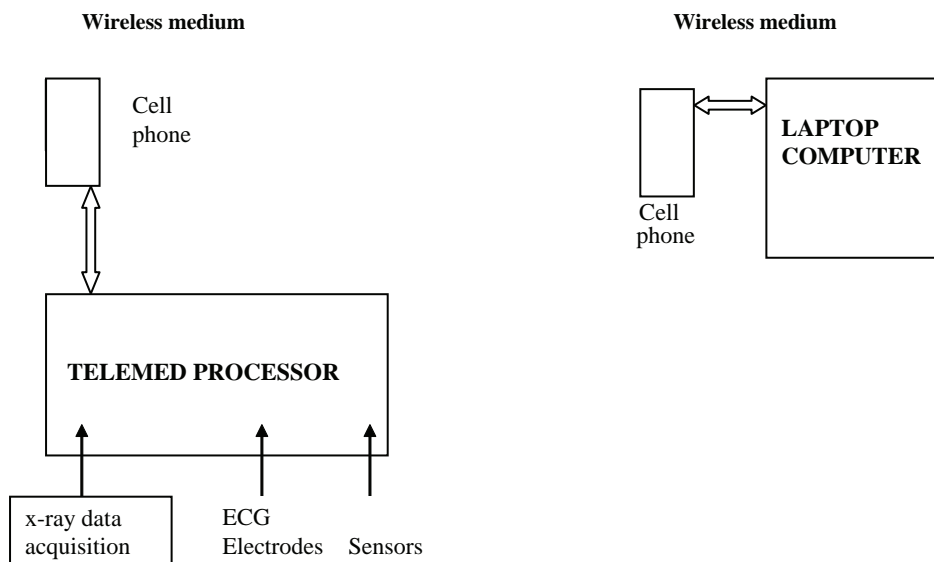 Wireless medium
Wireless medium
Cell
phone
LAPTOP
COMPUTER
Cell
phone
TELEMED PROCESSOR
x-ray data
acquisition
ECG
Electrodes
Sensors